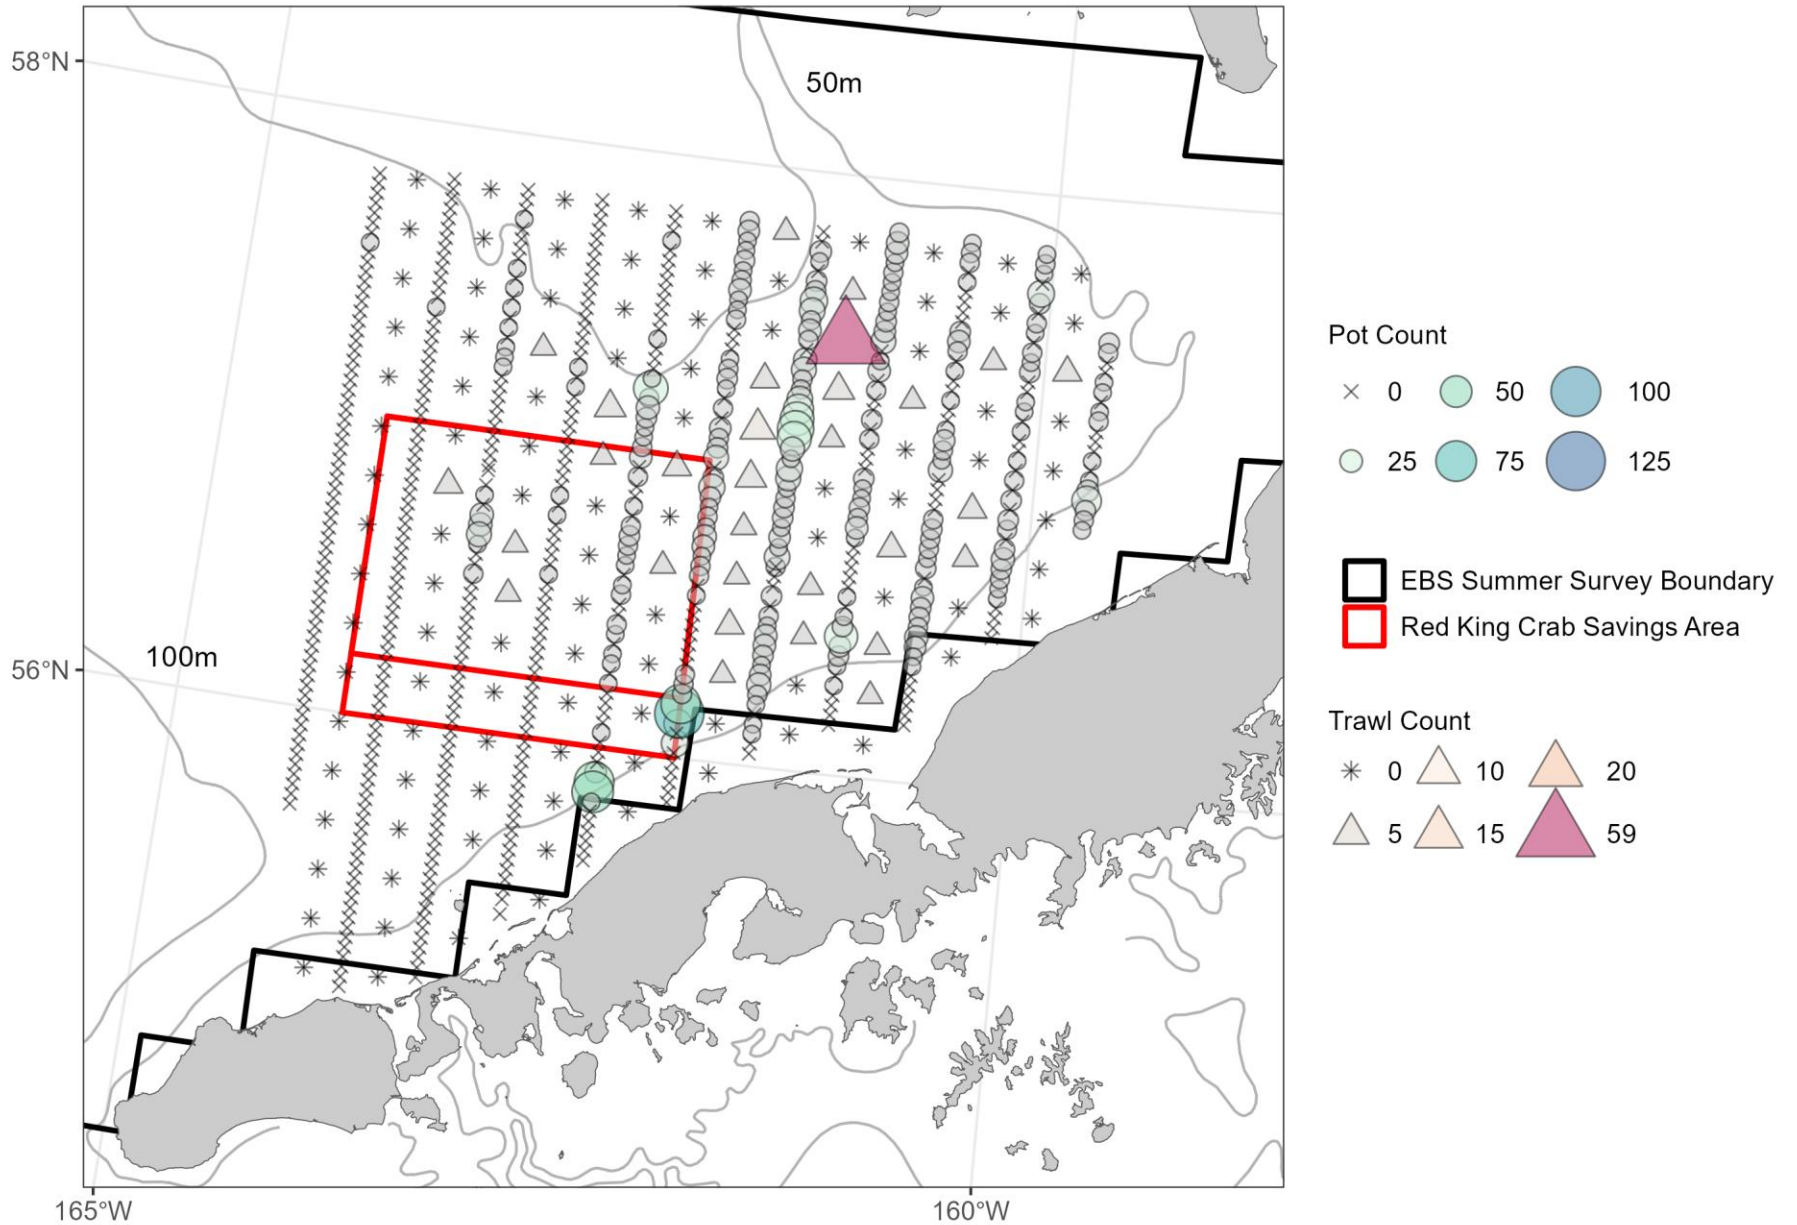 58°N
50m
56°N
100m
165°W
160°W
Pot Count
0 50 100
25 75 125
EBS Summer Survey Boundary
Red King Crab Savings Area
Trawl Count
0 10 20
5 15 59